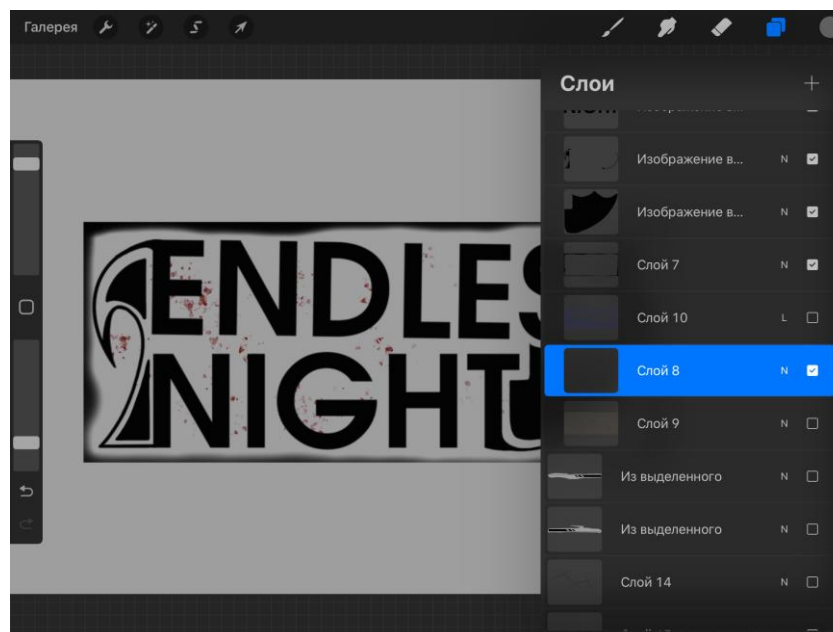 Галерея
Слои
Изображение в... N
Изображение в... N
Слой 7 N
Слой 10 L
Слой 8 N
Слой 9 N
Из выделенного N
Из выделенного N
Слой 14 N
ENDLES
NIGHT